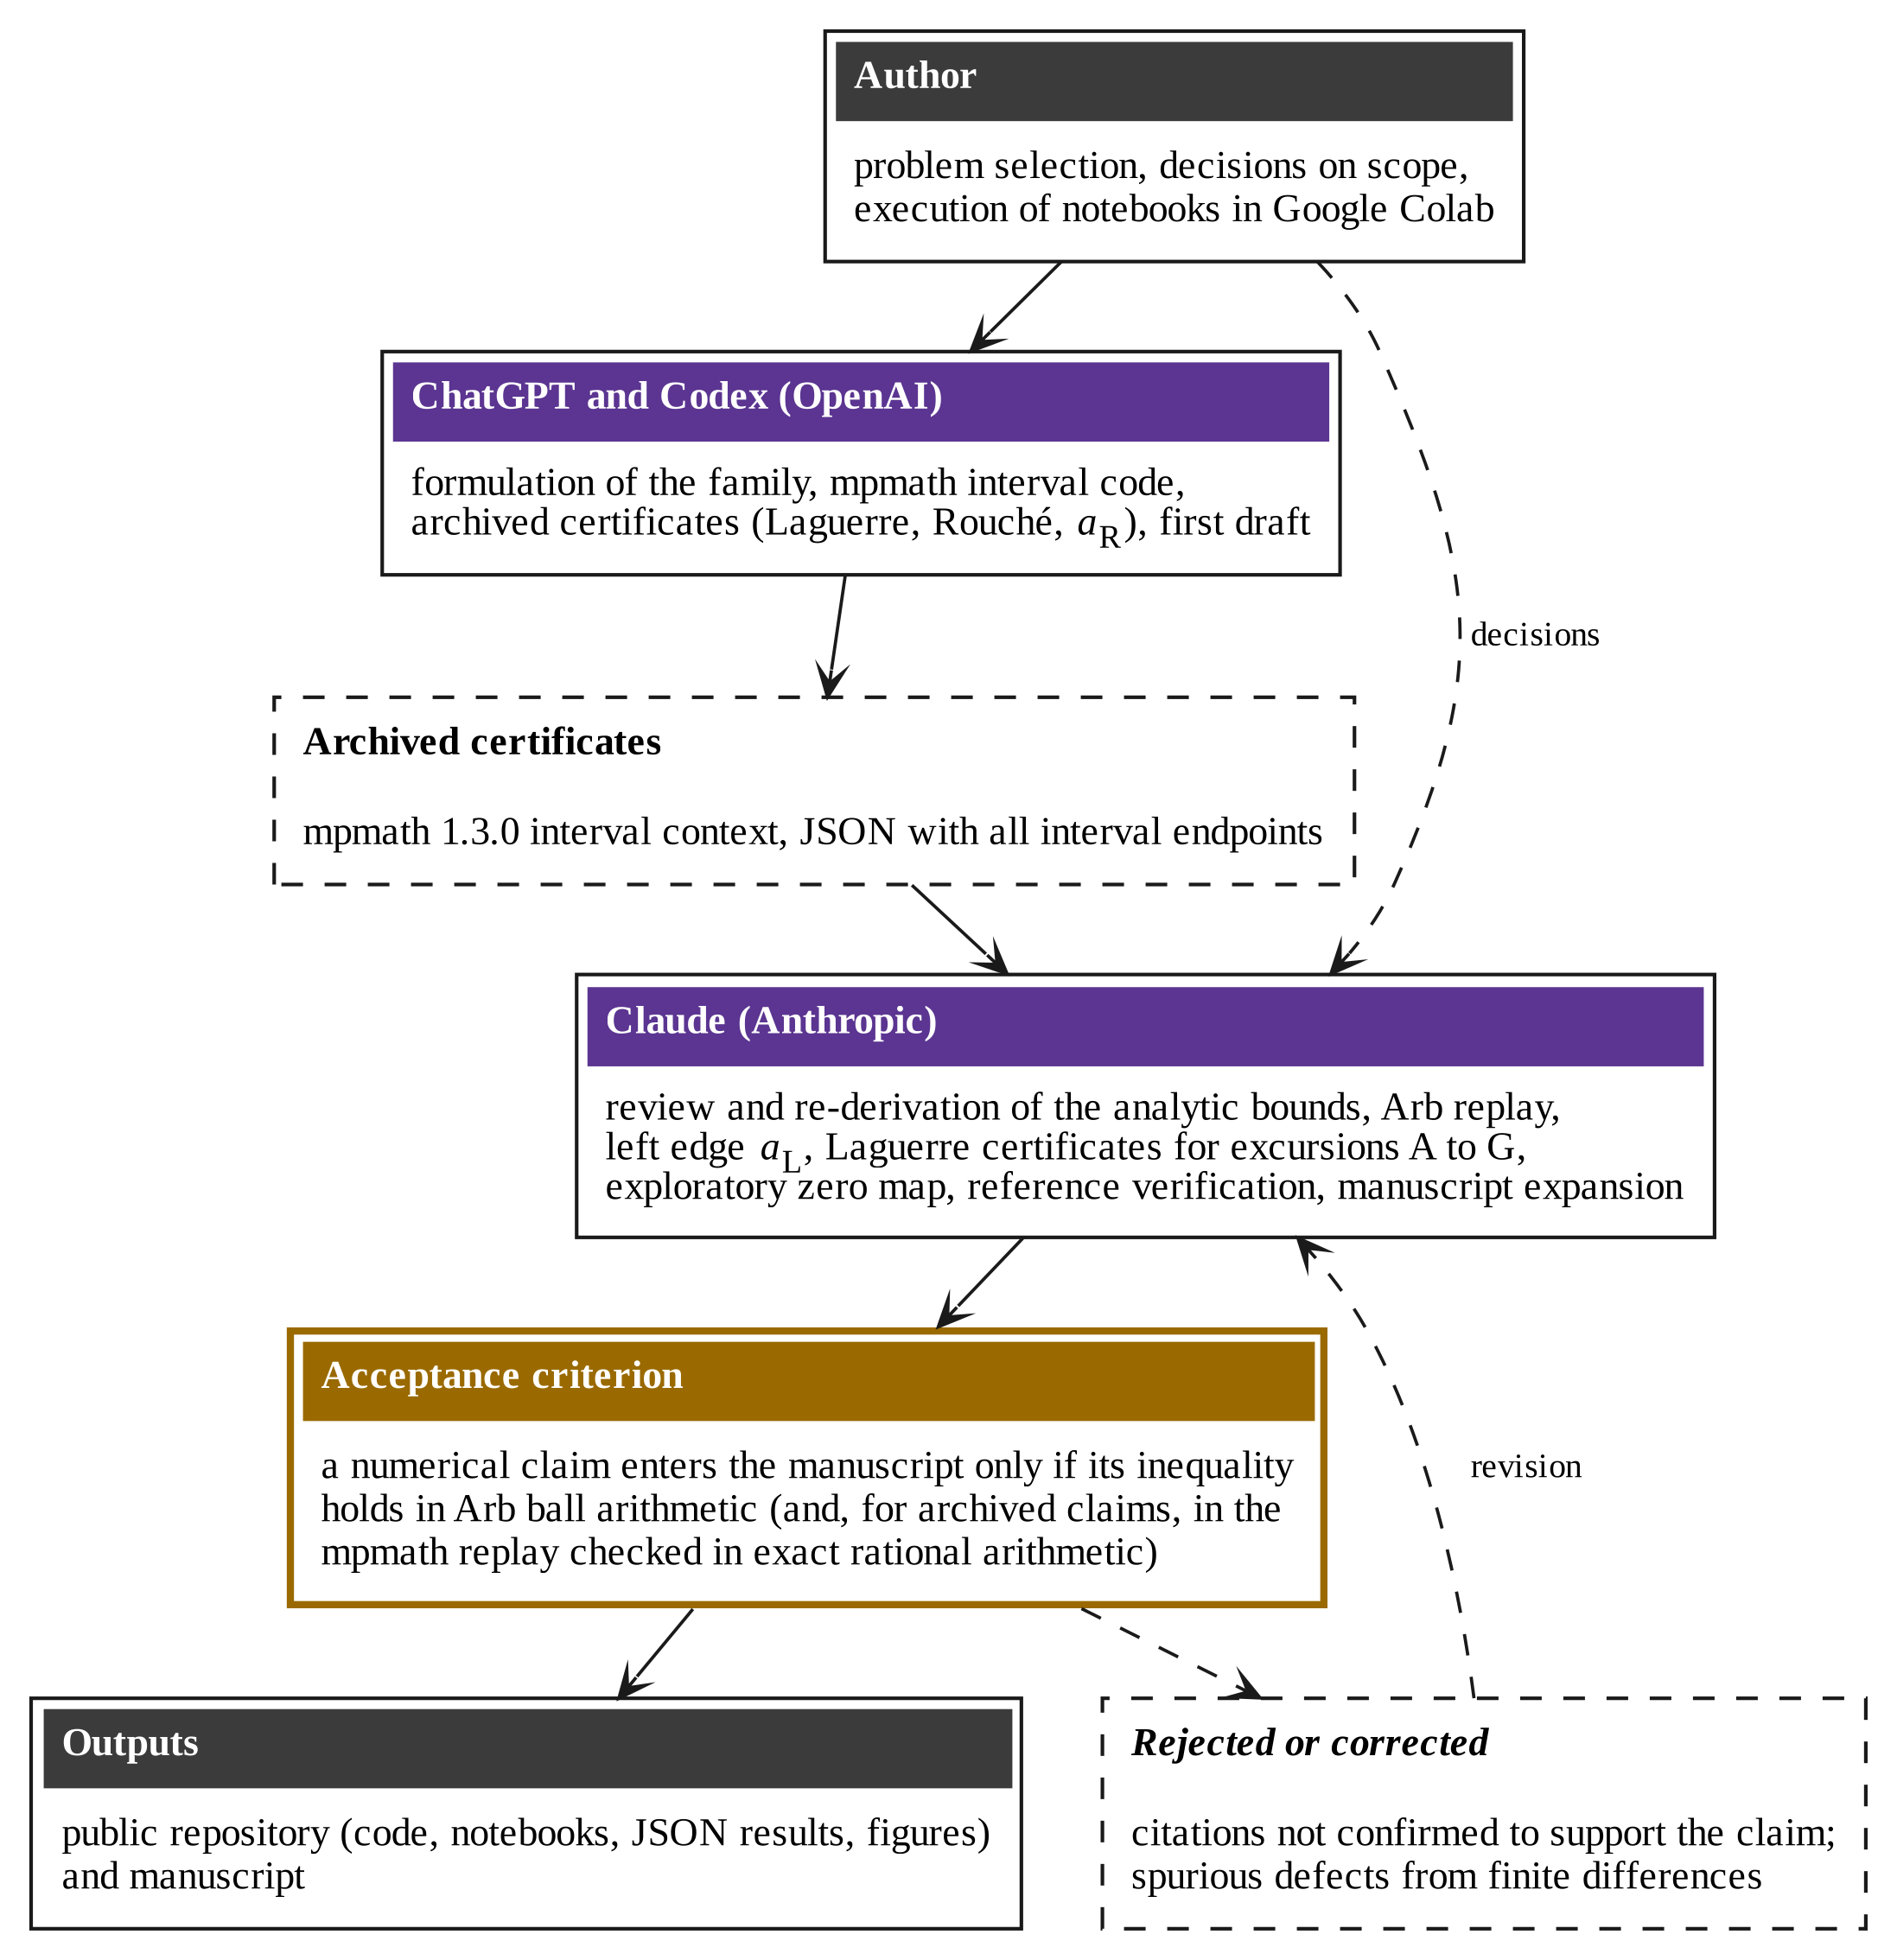 Author
problem selection, decisions on scope,
execution of notebooks in Google Colab
ChatGPT and Codex (OpenAI)
formulation of the family, mpmath interval code,
archived certificates (Laguerre, Rouché, aR), first draft
decisions
Archived certificates
mpmath 1.3.0 interval context, JSON with all interval endpoints
Claude (Anthropic)
review and re-derivation of the analytic bounds, Arb replay,
left edge aL, Laguerre certificates for excursions A to G,
exploratory zero map, reference verification, manuscript expansion
Acceptance criterion
a numerical claim enters the manuscript only if its inequality
holds in Arb ball arithmetic (and, for archived claims, in the
mpmath replay checked in exact rational arithmetic)
revision
Outputs
public repository (code, notebooks, JSON results, figures)
and manuscript
Rejected or corrected
citations not confirmed to support the claim;
spurious defects from finite differences